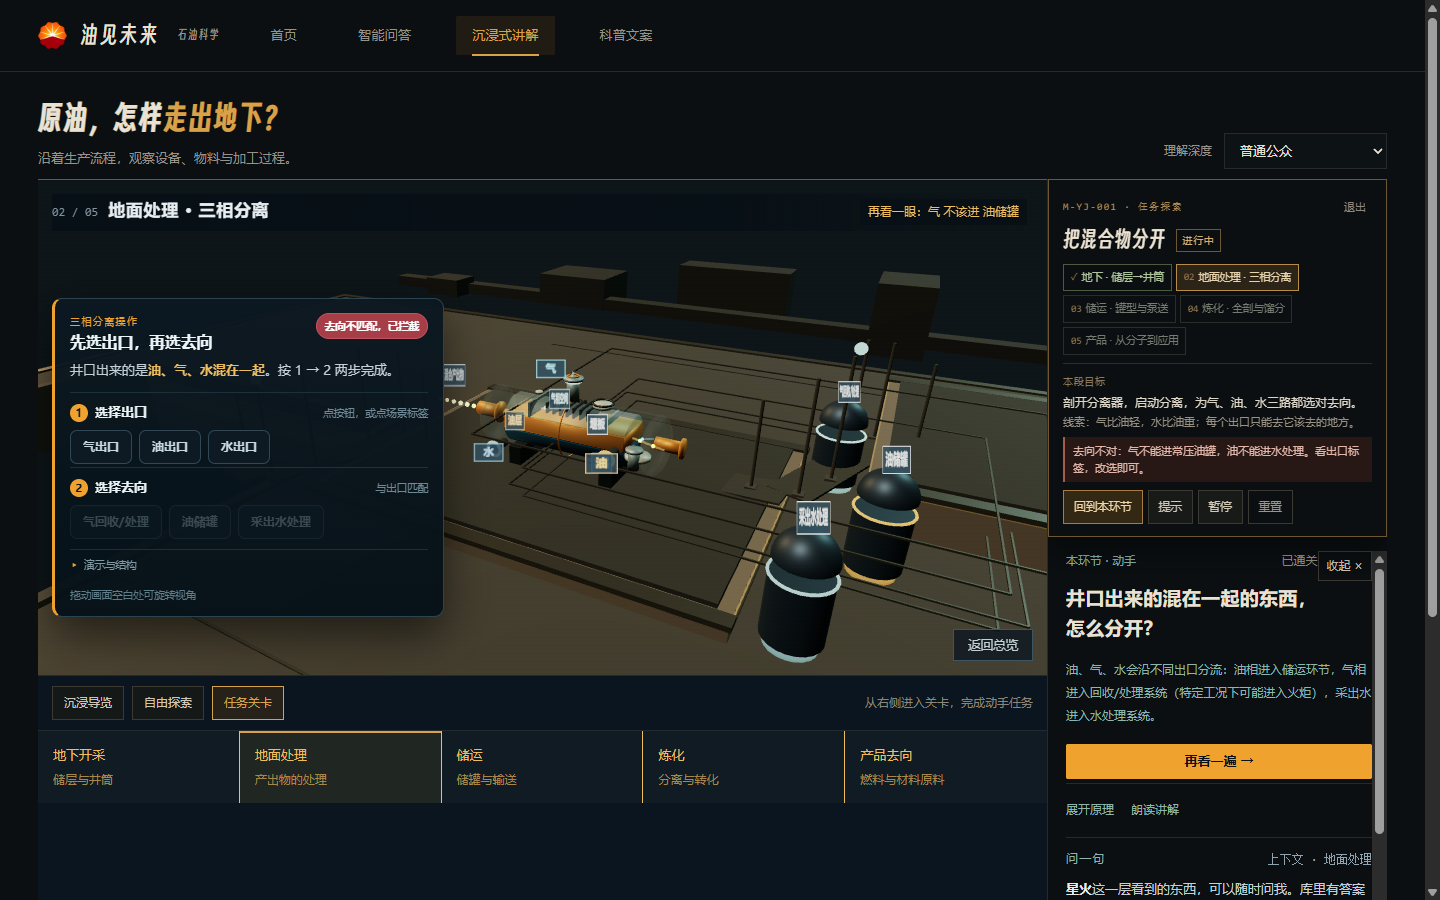 油见未来
石油科学
首页
智能问答
沉浸式讲解
科普文案
原油，怎样走出地下？
沿着生产流程，观察设备、物料与加工过程。
理解深度
普通公众
02 / 05 地面处理 · 三相分离
再看一眼：气 不该进 油储罐
三相分离操作
先选出口，再选去向
去向不匹配，已拦截
井口出来的是油、气、水混在一起。按 1 → 2 两步完成。
1 选择出口
点按钮，或点场景标签
气出口
油出口
水出口
2 选择去向
与出口匹配
气回收/处理
油储罐
采出水处理
▸ 演示与结构
拖动画面空白处可旋转视角
气
水
油
油储罐
采出水处理
返回总览
沉浸导览
自由探索
任务关卡
从右侧进入关卡，完成动手任务
地下开采
储层与井筒
地面处理
产出物的处理
储运
储罐与输送
炼化
分离与转化
产品去向
燃料与材料原料
M-YJ-001 · 任务探索
退出
把混合物分开
进行中
✓ 地下 · 储层→井筒
02 地面处理 · 三相分离
03 储运 · 罐型与泵送
04 炼化 · 全剖与馏分
05 产品 · 从分子到应用
本段目标
剖开分离器，启动分离，为气、油、水三路都选对去向。
线索：气比油轻，水比油重；每个出口只能去它该去的地方。
去向不对：气不能进常压油罐，油不能进水处理。看出口标
签，改选即可。
回到本环节
提示
暂停
重置
本环节 · 动手
已通关
收起 ×
井口出来的混在一起的东西，
怎么分开？
油、气、水会沿不同出口分流：油相进入储运环节，气相
进入回收/处理系统（特定工况下可能进入火炬），采出水
进入水处理系统。
再看一遍 →
展开原理
朗读讲解
问一句
上下文 · 地面处理
星火这一层看到的东西，可以随时问我。库里有答案